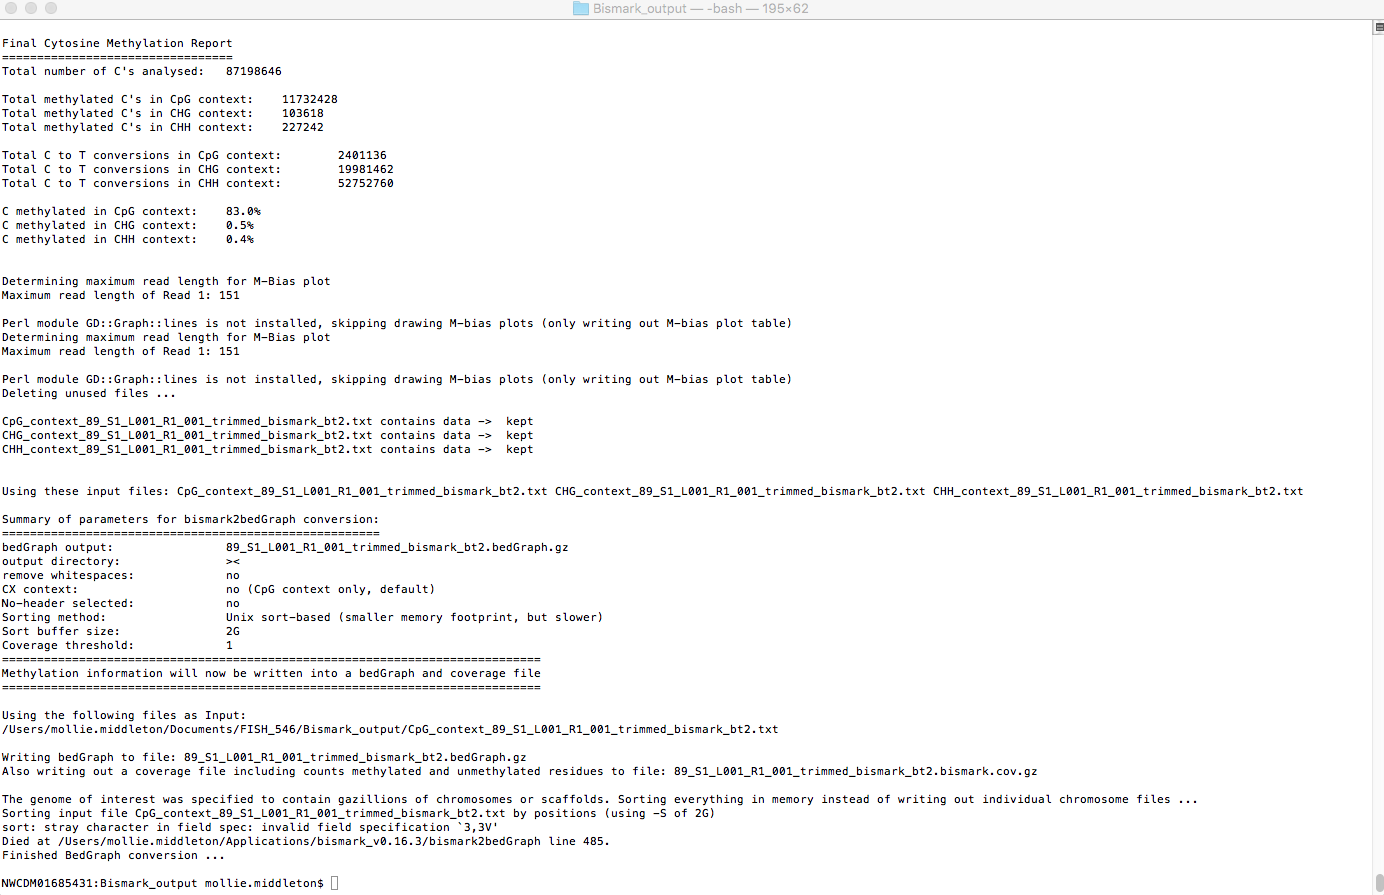 Bismark_output — -bash — 195×62
Final Cytosine Methylation Report
=================================
Total number of C's analysed:	87198646
Total methylated C's in CpG context:	11732428
Total methylated C's in CHG context:	103618
Total methylated C's in CHH context:	227242
Total C to T conversions in CpG context:	2401136
Total C to T conversions in CHG context:	19981462
Total C to T conversions in CHH context:	52752760
C methylated in CpG context:	83.0%
C methylated in CHG context:	0.5%
C methylated in CHH context:	0.4%
Determining maximum read length for M-Bias plot
Maximum read length of Read 1: 151
Perl module GD::Graph::lines is not installed, skipping drawing M-bias plots (only writing out M-bias plot table)
Determining maximum read length for M-Bias plot
Maximum read length of Read 1: 151
Perl module GD::Graph::lines is not installed, skipping drawing M-bias plots (only writing out M-bias plot table)
Deleting unused files ...
CpG_context_89_S1_L001_R1_001_trimmed_bismark_bt2.txt contains data ->	kept
CHG_context_89_S1_L001_R1_001_trimmed_bismark_bt2.txt contains data ->	kept
CHH_context_89_S1_L001_R1_001_trimmed_bismark_bt2.txt contains data ->	kept
Using these input files: CpG_context_89_S1_L001_R1_001_trimmed_bismark_bt2.txt CHG_context_89_S1_L001_R1_001_trimmed_bismark_bt2.txt CHH_context_89_S1_L001_R1_001_trimmed_bismark_bt2.txt
Summary of parameters for bismark2bedGraph conversion:
======================================================
bedGraph output:	89_S1_L001_R1_001_trimmed_bismark_bt2.bedGraph.gz
output directory:	><
remove whitespaces:	no
CX context:	no (CpG context only, default)
No-header selected:	no
Sorting method:	Unix sort-based (smaller memory footprint, but slower)
Sort buffer size:	2G
Coverage threshold:	1
=============================================================================
Methylation information will now be written into a bedGraph and coverage file
=============================================================================
Using the following files as Input:
/Users/mollie.middleton/Documents/FISH_546/Bismark_output/CpG_context_89_S1_L001_R1_001_trimmed_bismark_bt2.txt
Writing bedGraph to file: 89_S1_L001_R1_001_trimmed_bismark_bt2.bedGraph.gz
Also writing out a coverage file including counts methylated and unmethylated residues to file: 89_S1_L001_R1_001_trimmed_bismark_bt2.bismark.cov.gz
The genome of interest was specified to contain gazillions of chromosomes or scaffolds. Sorting everything in memory instead of writing out individual chromosome files ...
Sorting input file CpG_context_89_S1_L001_R1_001_trimmed_bismark_bt2.txt by positions (using -S of 2G)
sort: stray character in field spec: invalid field specification `3,3V'
Died at /Users/mollie.middleton/Applications/bismark_v0.16.3/bismark2bedGraph line 485.
Finished BedGraph conversion ...
NWCDM01685431:Bismark_output mollie.middleton$